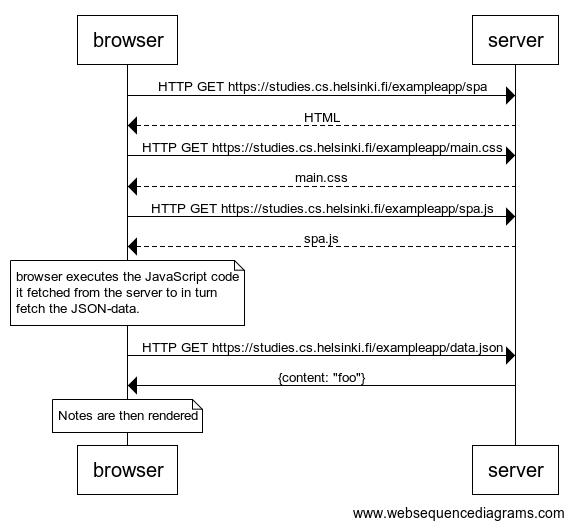 browser
server
HTTP GET https://studies.cs.helsinki.fi/exampleapp/spa
HTML
HTTP GET https://studies.cs.helsinki.fi/exampleapp/main.css
main.css
HTTP GET https://studies.cs.helsinki.fi/exampleapp/spa.js
spa.js
browser executes the JavaScript code
it fetched from the server to in turn
fetch the JSON-data.
HTTP GET https://studies.cs.helsinki.fi/exampleapp/data.json
{content: "foo"}
Notes are then rendered
browser
server
www.websequencediagrams.com